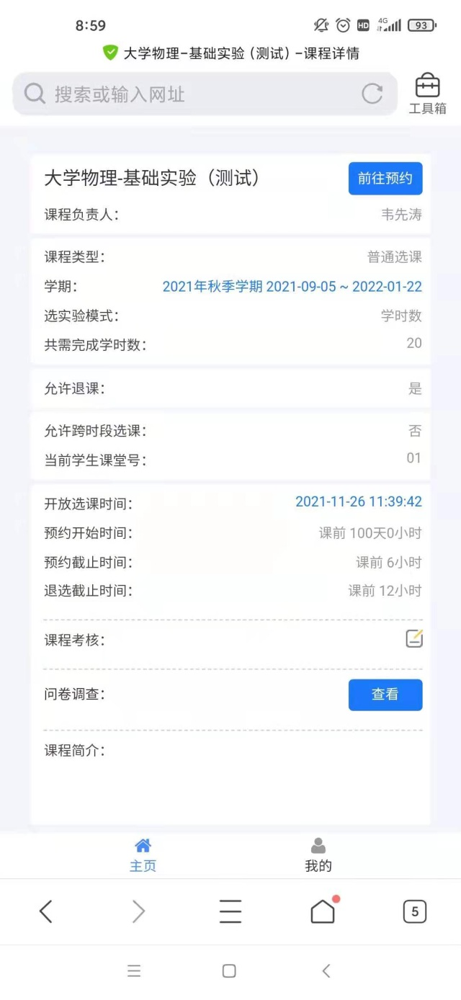 8:59
HD 4G 93
大学物理-基础实验（测试）-课程详情
搜索或输入网址
工具箱
大学物理-基础实验（测试） 前往预约
课程负责人： 韦先涛
课程类型： 普通选课
学期： 2021年秋季学期 2021-09-05 ~ 2022-01-22
选实验模式： 学时数
共需完成学时数： 20
允许退课： 是
允许跨时段选课： 否
当前学生课堂号： 01
开放选课时间： 2021-11-26 11:39:42
预约开始时间： 课前 100天0小时
预约截止时间： 课前 6小时
退选截止时间： 课前 12小时
课程考核：
问卷调查： 查看
课程简介：
主页 我的
5